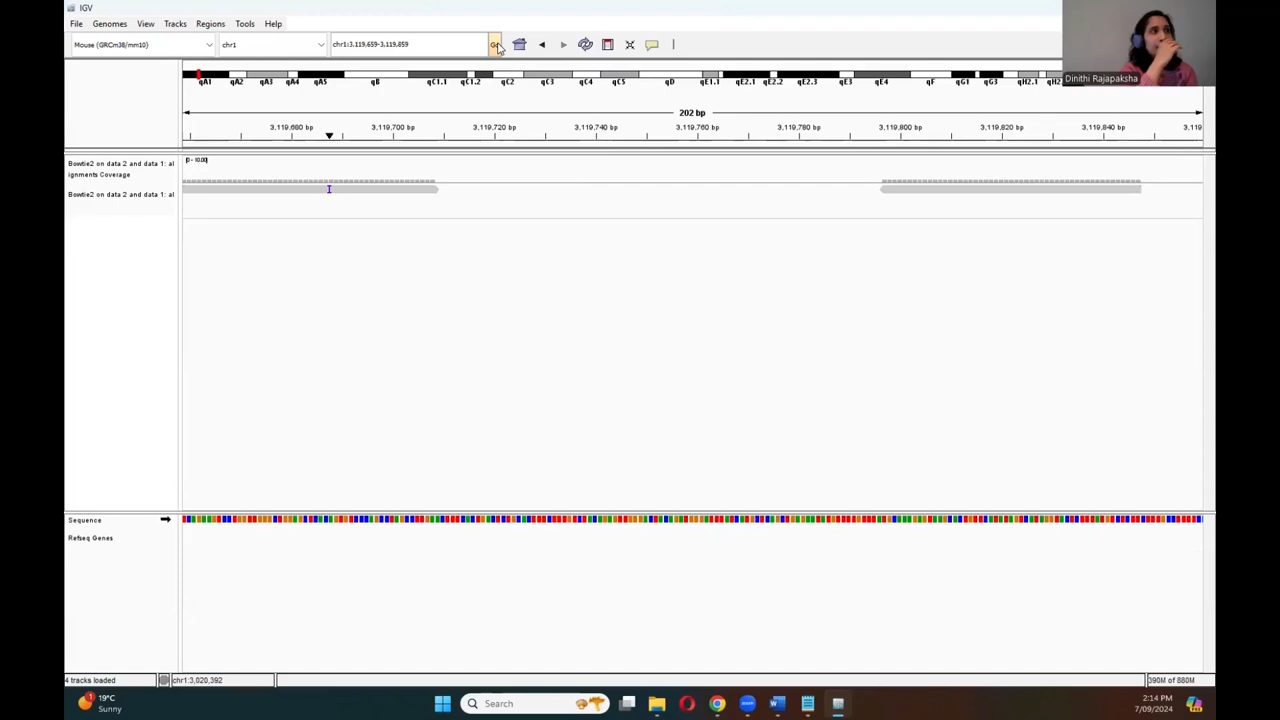 IGV
File Genomes View Tracks Regions Tools Help
Mouse (GRCm38/mm10) chr1 chr1:3,119,659-3,119,859
Dinithi Rajapaksha
qA1 qA2 qA3 qA4 qA5 qB qC1.1 qC1.2 qC2 qC3 qC4 qC5 qD qE1.1 qE2.1 qE2.2 qE2.3 qE3 qE4 qF qG1 qG3 qH2.1
202 bp
3,119,680 bp 3,119,700 bp 3,119,720 bp 3,119,740 bp 3,119,760 bp 3,119,780 bp 3,119,800 bp 3,119,820 bp 3,119,840 bp 3,119
Bowtie2 on data 2 and data 1: al
ignments Coverage
[0 - 10.00]
Bowtie2 on data 2 and data 1: al
I
Sequence
Refseq Genes
4 tracks loaded chr1:3,020,392 390M of 880M
1
19°C
Sunny
Search
2:14 PM
7/09/2024